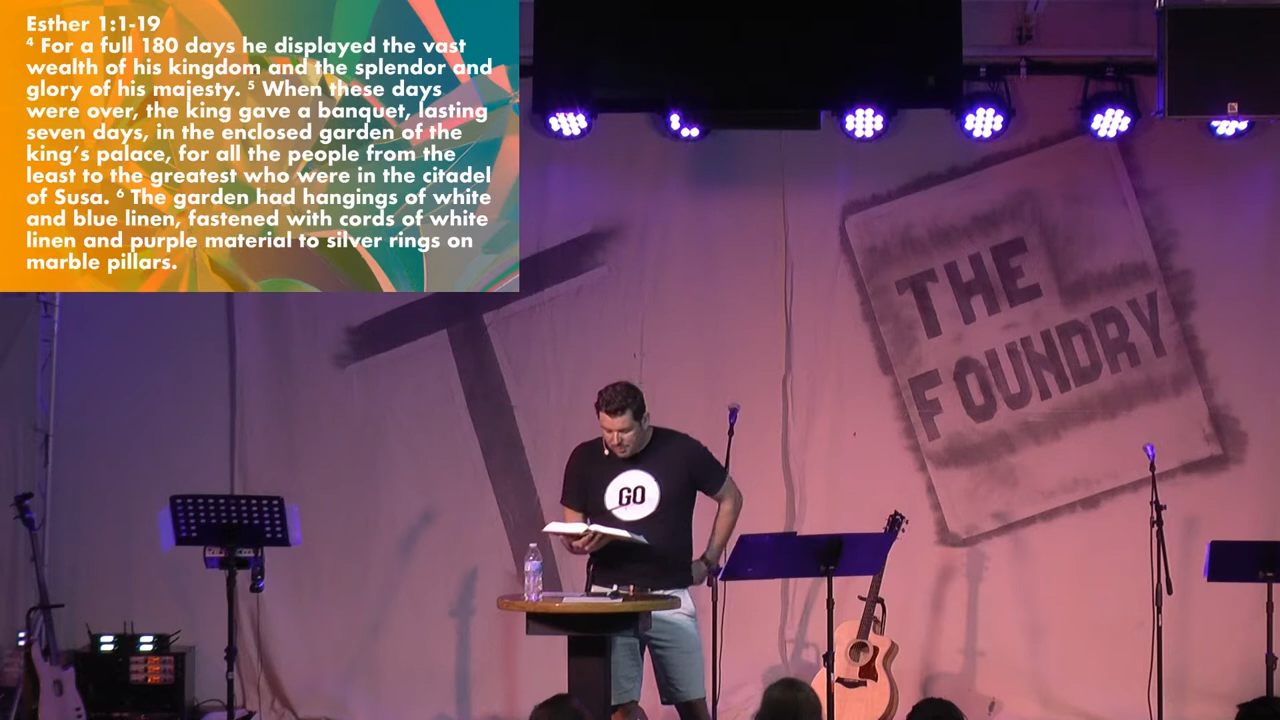 Esther 1:1-19
⁴ For a full 180 days he displayed the vast
wealth of his kingdom and the splendor and
glory of his majesty. ⁵ When these days
were over, the king gave a banquet, lasting
seven days, in the enclosed garden of the
king's palace, for all the people from the
least to the greatest who were in the citadel
of Susa. ⁶ The garden had hangings of white
and blue linen, fastened with cords of white
linen and purple material to silver rings on
marble pillars.
THE
FOUNDRY
GO